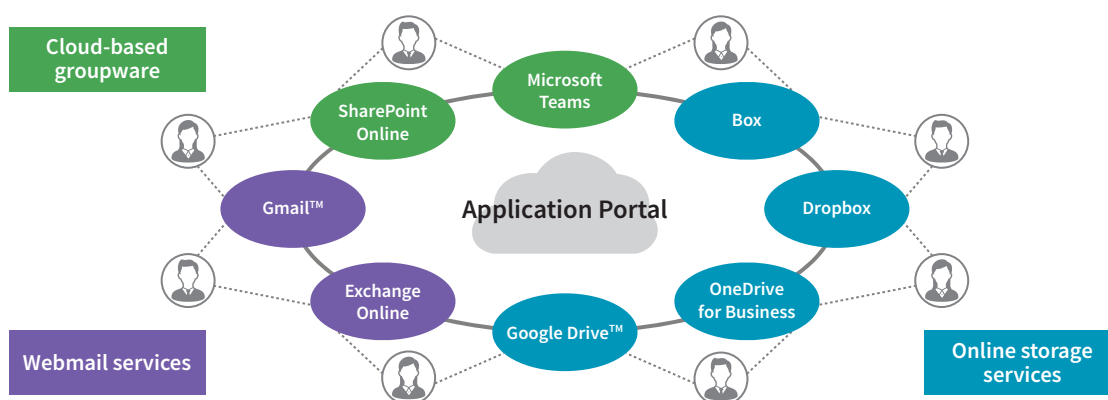 Cloud-based
groupware
Microsoft
Teams
SharePoint
Online
Box
Gmail™
Application Portal
Dropbox
Exchange
Online
OneDrive
for Business
Google Drive™
Webmail services
Online storage
services